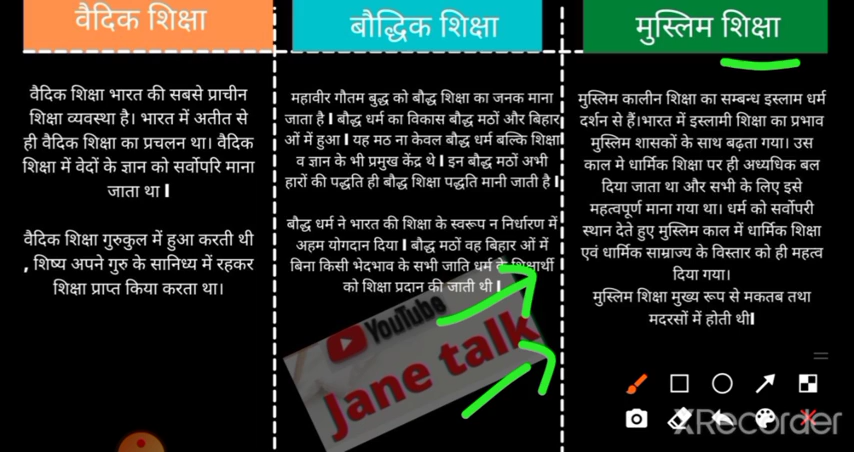 वैदिक शिक्षा
वैदिक शिक्षा भारत की सबसे प्राचीन
शिक्षा व्यवस्था है। भारत में अतीत से
ही वैदिक शिक्षा का प्रचलन था। वैदिक
शिक्षा में वेदों के ज्ञान को सर्वोपरि माना
जाता था I
वैदिक शिक्षा गुरुकुल में हुआ करती थी
, शिष्य अपने गुरु के सानिध्य में रहकर
शिक्षा प्राप्त किया करता था।
बौद्धिक शिक्षा
महावीर गौतम बुद्ध को बौद्ध शिक्षा का जनक माना
जाता है I बौद्ध धर्म का विकास बौद्ध मठों और बिहार
ओं में हुआ I यह मठ ना केवल बौद्ध धर्म बल्कि शिक्षा
व ज्ञान के भी प्रमुख केंद्र थे I इन बौद्ध मठों अभी
हारों की पद्धति ही बौद्ध शिक्षा पद्धति मानी जाती है I
बौद्ध धर्म ने भारत की शिक्षा के स्वरूप न निर्धारण में
अहम योगदान दिया I बौद्ध मठों वह बिहार ओं में
बिना किसी भेदभाव के सभी जाति धर्म के शिक्षार्थी
को शिक्षा प्रदान की जाती थी I
YouTube
Jane talk
मुस्लिम शिक्षा
मुस्लिम कालीन शिक्षा का सम्बन्ध इस्लाम धर्म
दर्शन से हैं।भारत में इस्लामी शिक्षा का प्रभाव
मुस्लिम शासकों के साथ बढ़ता गया। उस
काल मे धार्मिक शिक्षा पर ही अध्यधिक बल
दिया जाता था और सभी के लिए इसे
महत्वपूर्ण माना गया था। धर्म को सर्वोपरी
स्थान देते हुए मुस्लिम काल में धार्मिक शिक्षा
एवं धार्मिक साम्राज्य के विस्तार को ही महत्व
दिया गया।
मुस्लिम शिक्षा मुख्य रूप से मकतब तथा
मदरसों में होती थीI
XRecorder